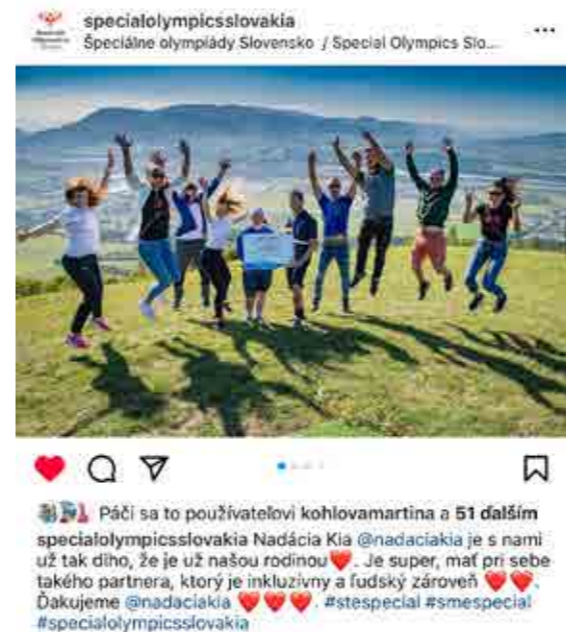 specialolympicsslovakia
Špeciálne olympiády Slovensko / Special Olympics Slo...
Páči sa to používateľovi kohlovamartina a 51 ďalším
specialolympicsslovakia Nadácia Kia @nadaciakia je s nami
už tak dlho, že je už našou rodinou❤️. Je super, mať pri sebe
takého partnera, ktorý je inkluzívny a ľudský zároveň ❤️❤️.
Ďakujeme @nadaciakia ❤️❤️❤️. #stespecial #smespecial
#specialolympicsslovakia